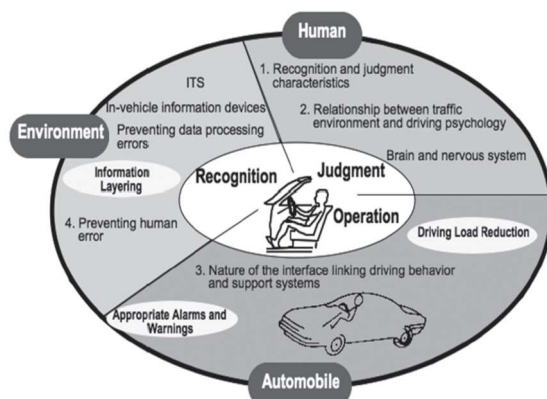 Human
1. Recognition and judgment
characteristics
2. Relationship between traffic
environment and driving psychology
Brain and nervous system
ITS
In-vehicle information devices
Environment
Preventing data processing
errors
Information
Layering
4. Preventing human
error
Recognition
Judgment
Operation
Driving Load Reduction
3. Nature of the interface linking driving behavior
and support systems
Appropriate Alarms and
Warnings
Automobile